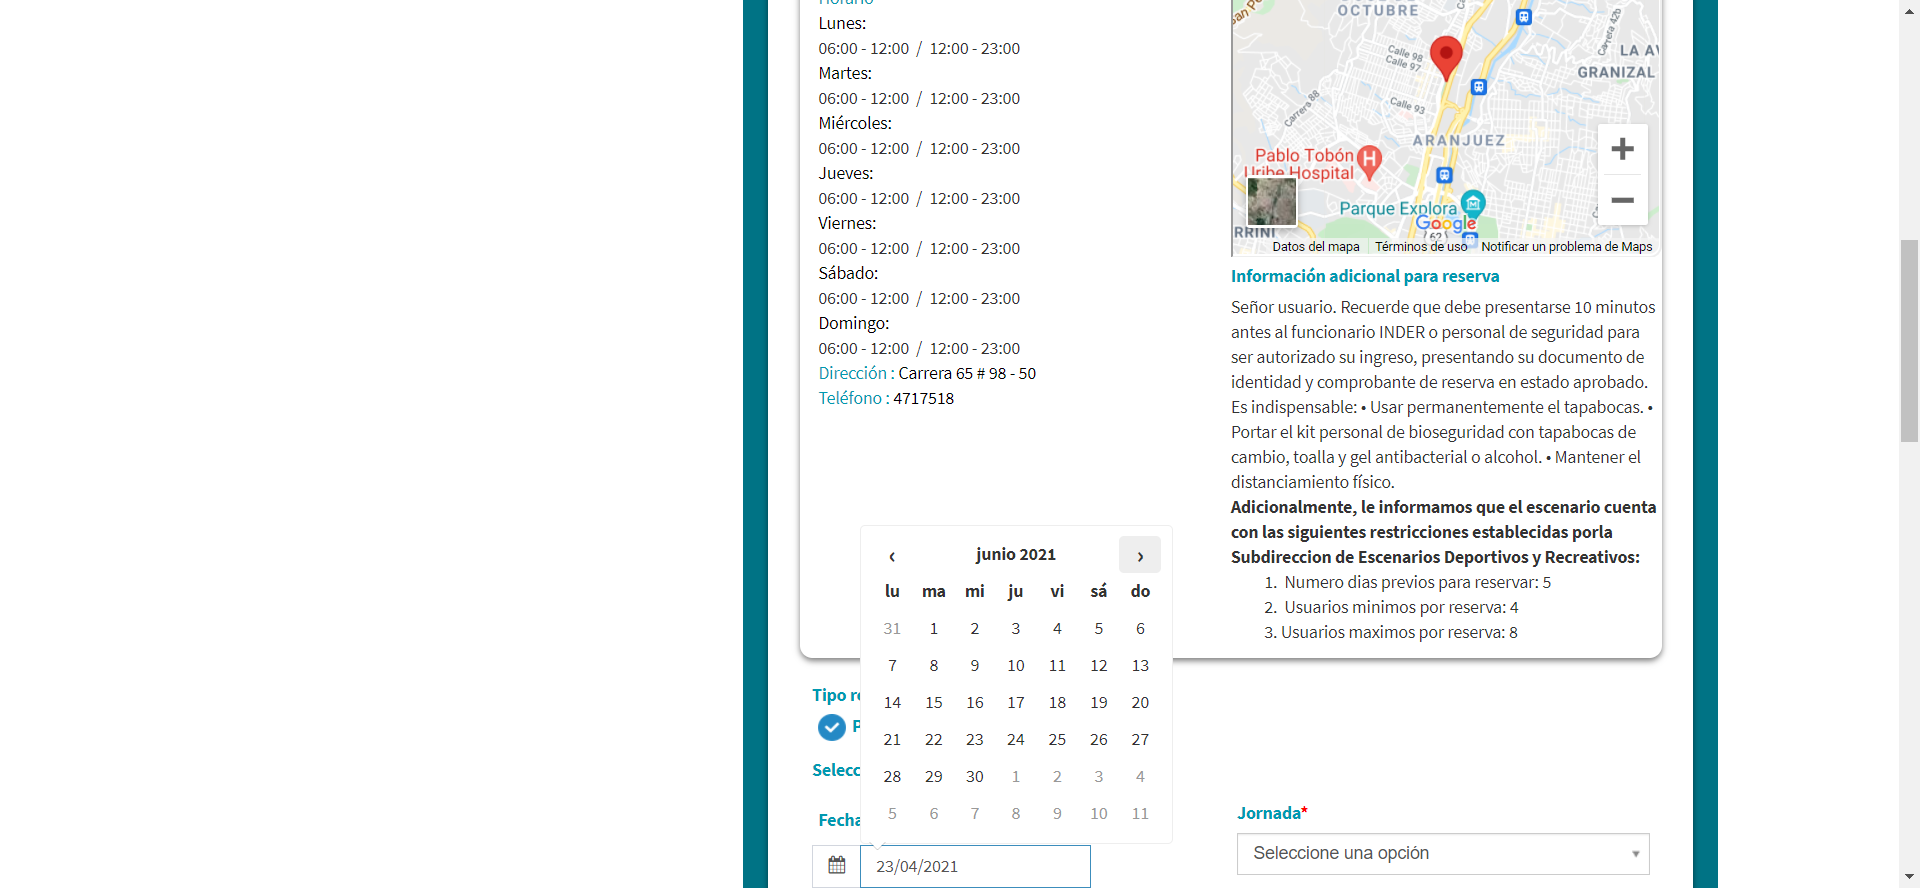 Horario
Lunes:
06:00 - 12:00 / 12:00 - 23:00
Martes:
06:00 - 12:00 / 12:00 - 23:00
Miércoles:
06:00 - 12:00 / 12:00 - 23:00
Jueves:
06:00 - 12:00 / 12:00 - 23:00
Viernes:
06:00 - 12:00 / 12:00 - 23:00
Sábado:
06:00 - 12:00 / 12:00 - 23:00
Domingo:
06:00 - 12:00 / 12:00 - 23:00
Dirección : Carrera 65 # 98 - 50
Teléfono : 4717518
OCTUBRE
Carrera 42b
Calle 98
Calle 97
LA
GRANIZAL
Carrera 88
Calle 93
ARANJUEZ
Pablo Tobón
Uribe Hospital
Parque Explora
Google
62
Datos del mapa
Términos de uso
Notificar un problema de Maps
Información adicional para reserva
Señor usuario. Recuerde que debe presentarse 10 minutos
antes al funcionario INDER o personal de seguridad para
ser autorizado su ingreso, presentando su documento de
identidad y comprobante de reserva en estado aprobado.
Es indispensable: • Usar permanentemente el tapabocas. •
Portar el kit personal de bioseguridad con tapabocas de
cambio, toalla y gel antibacterial o alcohol. • Mantener el
distanciamiento físico.
Adicionalmente, le informamos que el escenario cuenta
con las siguientes restricciones establecidas porla
Subdireccion de Escenarios Deportivos y Recreativos:
1. Numero dias previos para reservar: 5
2. Usuarios minimos por reserva: 4
3. Usuarios maximos por reserva: 8
‹ junio 2021 ›
lu ma mi ju vi sá do
31 1 2 3 4 5 6
7 8 9 10 11 12 13
14 15 16 17 18 19 20
21 22 23 24 25 26 27
28 29 30 1 2 3 4
5 6 7 8 9 10 11
Tipo
Selecc
Fecha
23/04/2021
Jornada*
Seleccione una opción